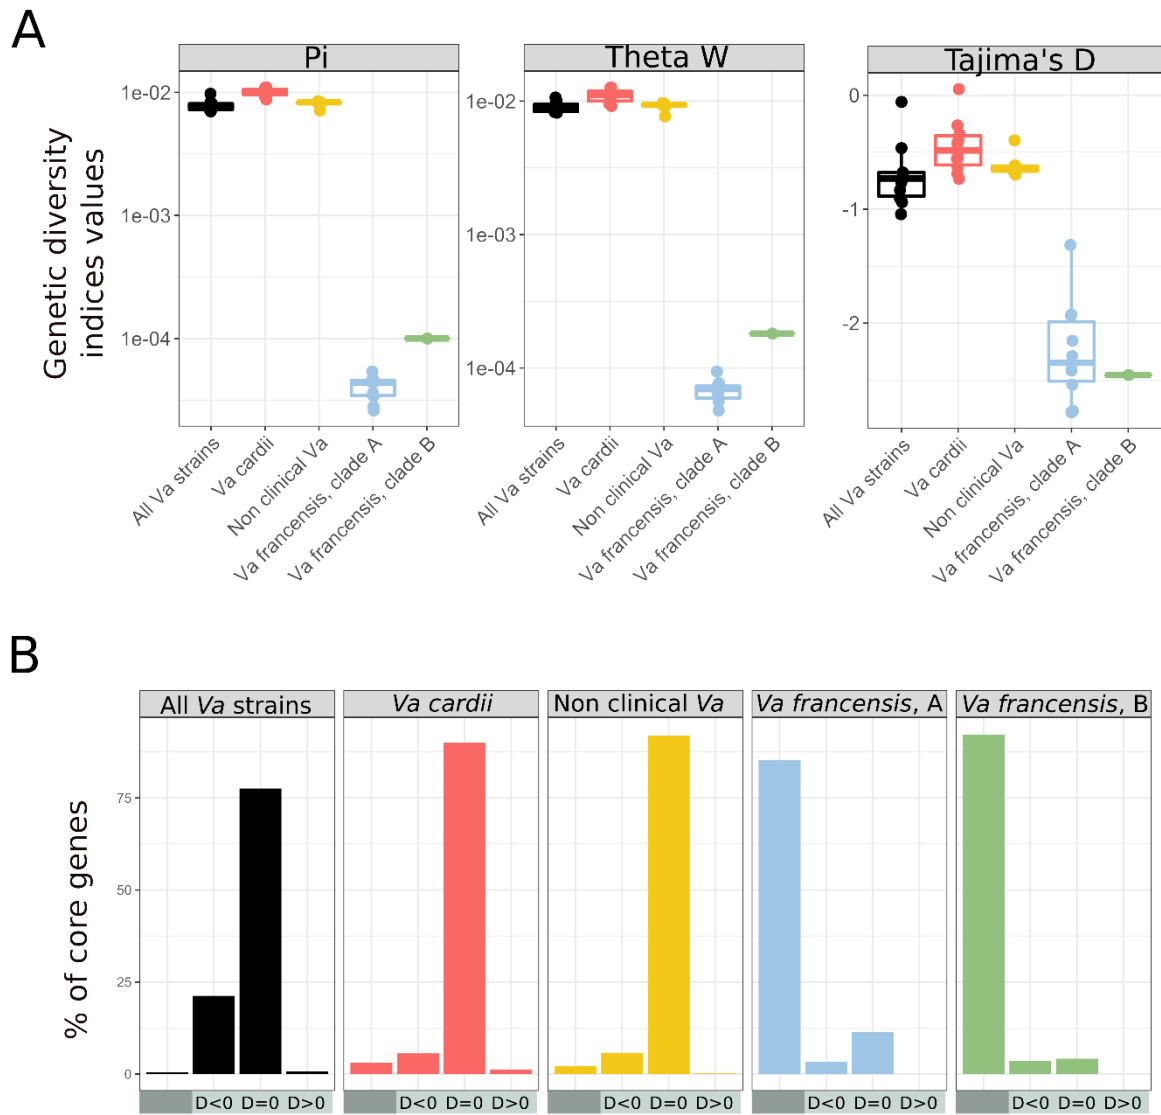 A
Pi
Theta W
Tajima's D
Genetic diversity
indices values
1e-02
1e-03
1e-04
1e-02
1e-03
1e-04
0
-1
-2
All Va strains
Va cardii
Non clinical Va
Va francensis, clade A
Va francensis, clade B
All Va strains
Va cardii
Non clinical Va
Va francensis, clade A
Va francensis, clade B
All Va strains
Va cardii
Non clinical Va
Va francensis, clade A
Va francensis, clade B
B
All Va strains
Va cardii
Non clinical Va
Va francensis, A
Va francensis, B
% of core genes
75
50
25
0
D<0 D=0 D>0
D<0 D=0 D>0
D<0 D=0 D>0
D<0 D=0 D>0
D<0 D=0 D>0